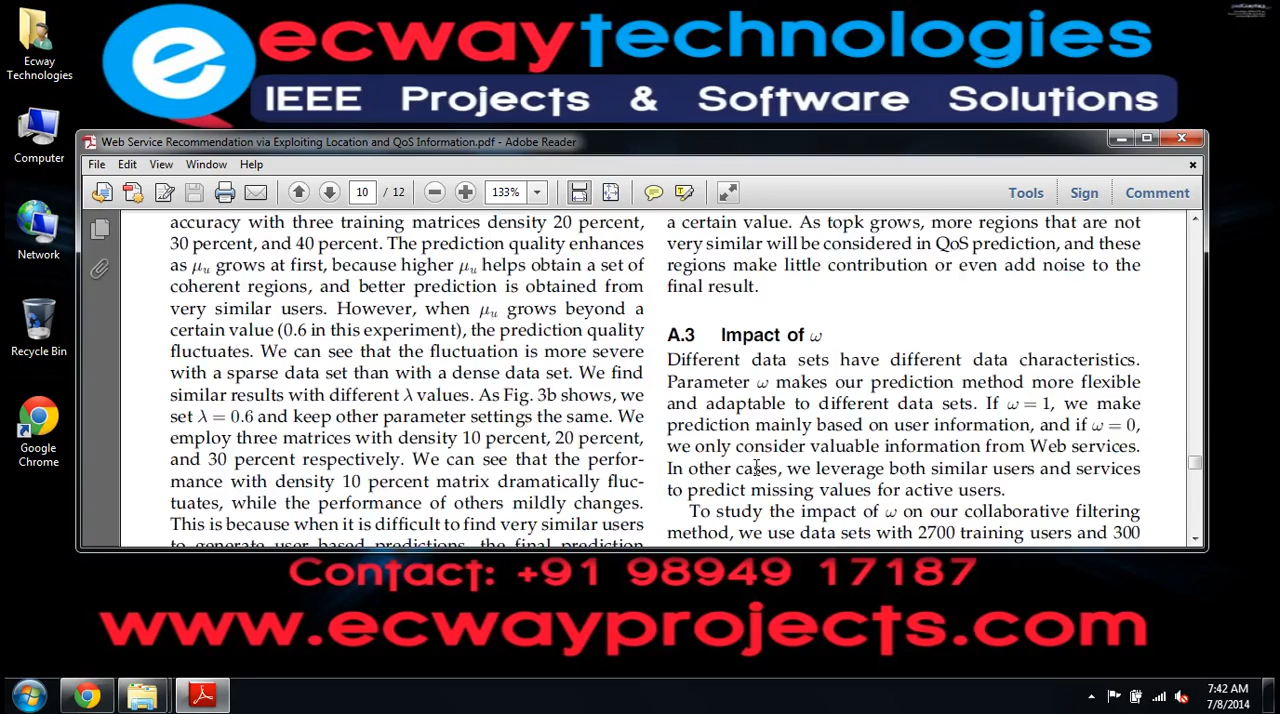 ecwaytechnologies
IEEE Projects & Software Solutions
Ecway
Technologies
Computer
Network
Recycle Bin
Google
Chrome
Web Service Recommendation via Exploiting Location and QoS Information.pdf - Adobe Reader
File Edit View Window Help
10 / 12 133% Tools Sign Comment
accuracy with three training matrices density 20 percent,
30 percent, and 40 percent. The prediction quality enhances
as μu grows at first, because higher μu helps obtain a set of
coherent regions, and better prediction is obtained from
very similar users. However, when μu grows beyond a
certain value (0.6 in this experiment), the prediction quality
fluctuates. We can see that the fluctuation is more severe
with a sparse data set than with a dense data set. We find
similar results with different λ values. As Fig. 3b shows, we
set λ = 0.6 and keep other parameter settings the same. We
employ three matrices with density 10 percent, 20 percent,
and 30 percent respectively. We can see that the perfor-
mance with density 10 percent matrix dramatically fluc-
tuates, while the performance of others mildly changes.
This is because when it is difficult to find very similar users
to generate user based predictions, the final prediction
a certain value. As topk grows, more regions that are not
very similar will be considered in QoS prediction, and these
regions make little contribution or even add noise to the
final result.
A.3 Impact of ω
Different data sets have different data characteristics.
Parameter ω makes our prediction method more flexible
and adaptable to different data sets. If ω = 1, we make
prediction mainly based on user information, and if ω = 0,
we only consider valuable information from Web services.
In other cases, we leverage both similar users and services
to predict missing values for active users.
To study the impact of ω on our collaborative filtering
method, we use data sets with 2700 training users and 300
Contact: +91 98949 17187
www.ecwayprojects.com
7:42 AM
7/8/2014